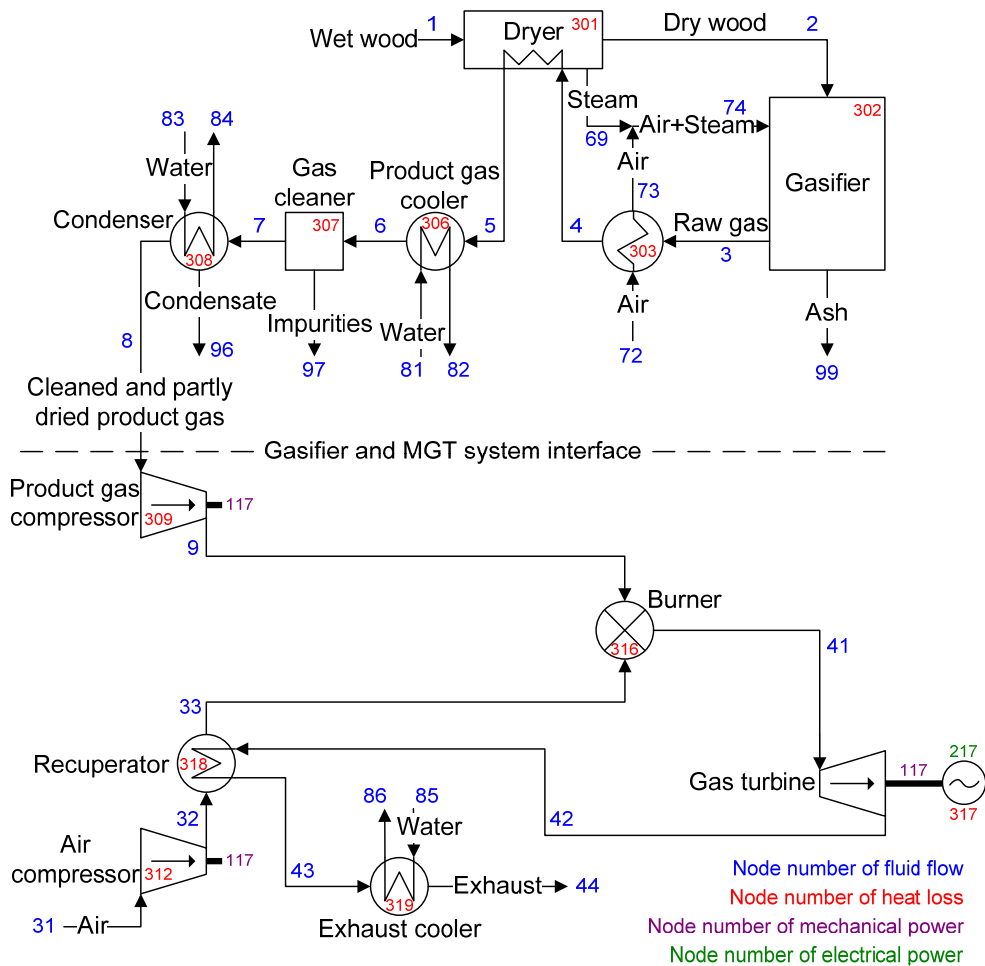 1
Wet wood
Dryer
301
Dry wood
2
83
84
Water
Condenser
308
7
Gas
cleaner
307
6
Product gas
cooler
306
5
4
Steam
69
Air+Steam
74
Air
73
303
Raw gas
3
302
Gasifier
Condensate
96
Impurities
97
Water
81
82
Air
72
Ash
99
8
Cleaned and partly
dried product gas
Gasifier and MGT system interface
Product gas
compressor
309
117
9
Burner
316
41
33
Recuperator
318
32
Gas turbine
117
217
317
42
Air
compressor
312
117
31
Air
43
86
85
Water
319
Exhaust
44
Exhaust cooler
Node number of fluid flow
Node number of heat loss
Node number of mechanical power
Node number of electrical power